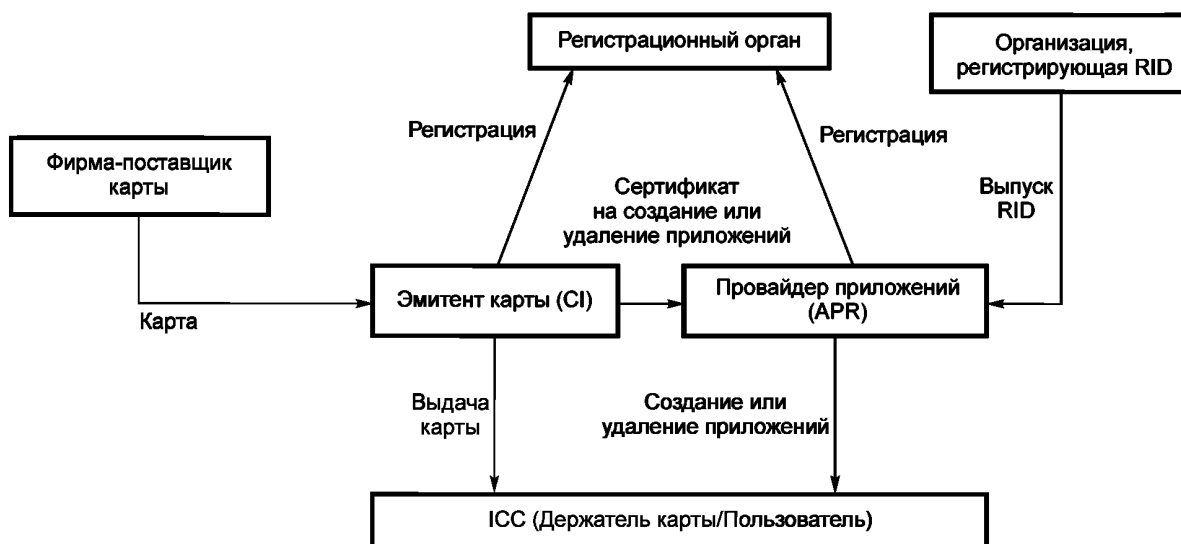 Регистрационный орган
Организация,
регистрирующая RID
Регистрация
Регистрация
Фирма-поставщик
карты
Сертификат
на создание или
удаление приложений
Выпуск
RID
Эмитент карты (CI)
Провайдер приложений
(APR)
Карта
Выдача
карты
Создание или
удаление приложений
ICC (Держатель карты/Пользователь)